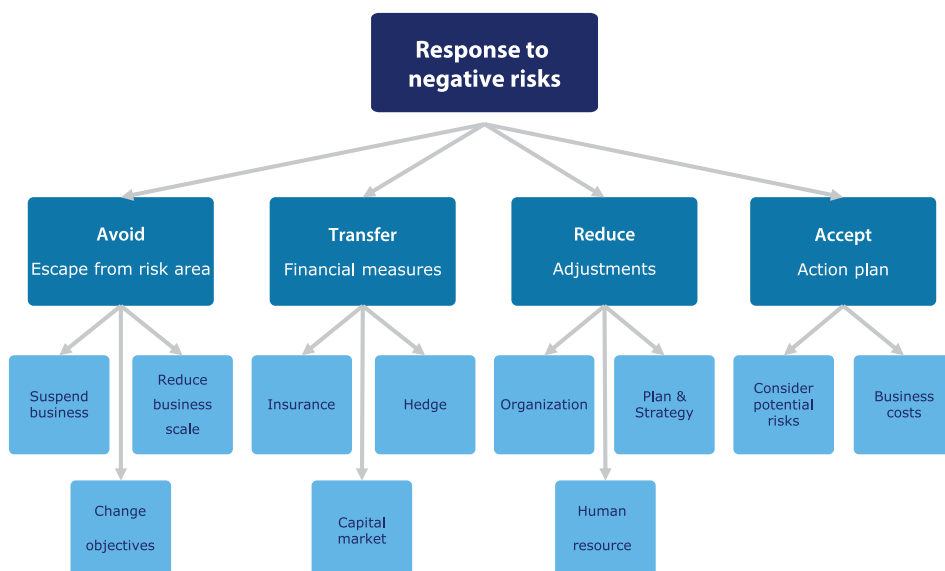 Response to
negative risks
Avoid
Escape from risk area
Transfer
Financial measures
Reduce
Adjustments
Accept
Action plan
Suspend
business
Reduce
business
scale
Insurance
Hedge
Organization
Plan &
Strategy
Consider
potential
risks
Business
costs
Change
objectives
Capital
market
Human
resource